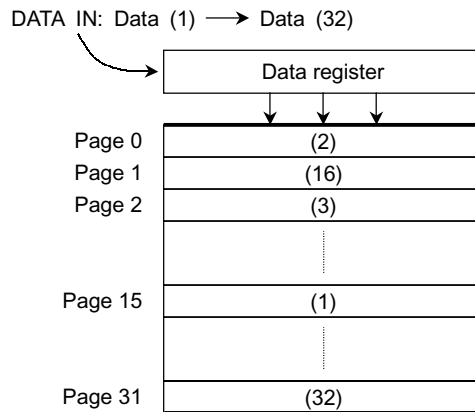 DATA IN: Data (1) → Data (32)
Data register
Page 0 (2)
Page 1 (16)
Page 2 (3)
Page 15 (1)
Page 31 (32)